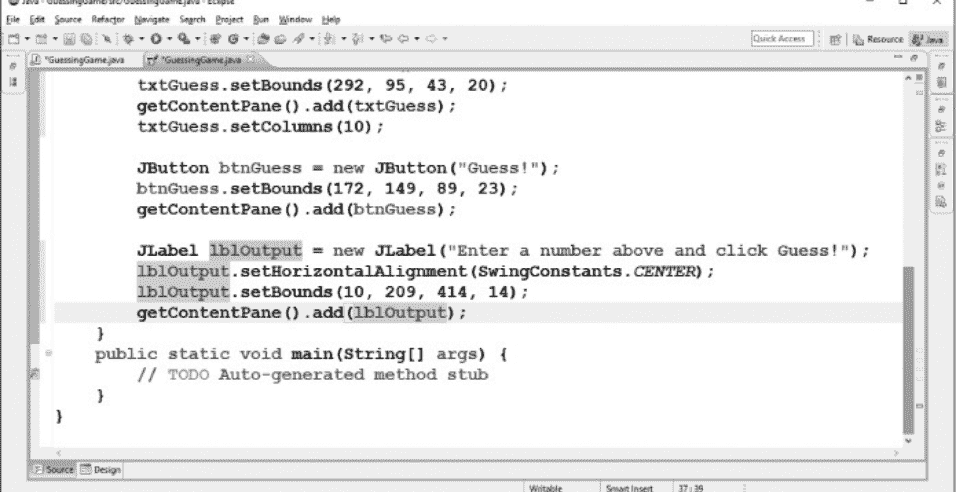 Java - GuessingGame/src/GuessingGame.java - Eclipse
File Edit Source Refactor Navigate Search Project Run Window Help
Quick Access Resource Java
*GuessingGame.java *GuessingGame.java
txtGuess.setBounds(292, 95, 43, 20);
getContentPane().add(txtGuess);
txtGuess.setColumns(10);
JButton btnGuess = new JButton("Guess!");
btnGuess.setBounds(172, 149, 89, 23);
getContentPane().add(btnGuess);
JLabel lblOutput = new JLabel("Enter a number above and click Guess!");
lblOutput.setHorizontalAlignment(SwingConstants.CENTER);
lblOutput.setBounds(10, 209, 414, 14);
getContentPane().add(lblOutput);
}
public static void main(String[] args) {
// TODO Auto-generated method stub
}
}
Source Design
Writable Smart Insert 37:39